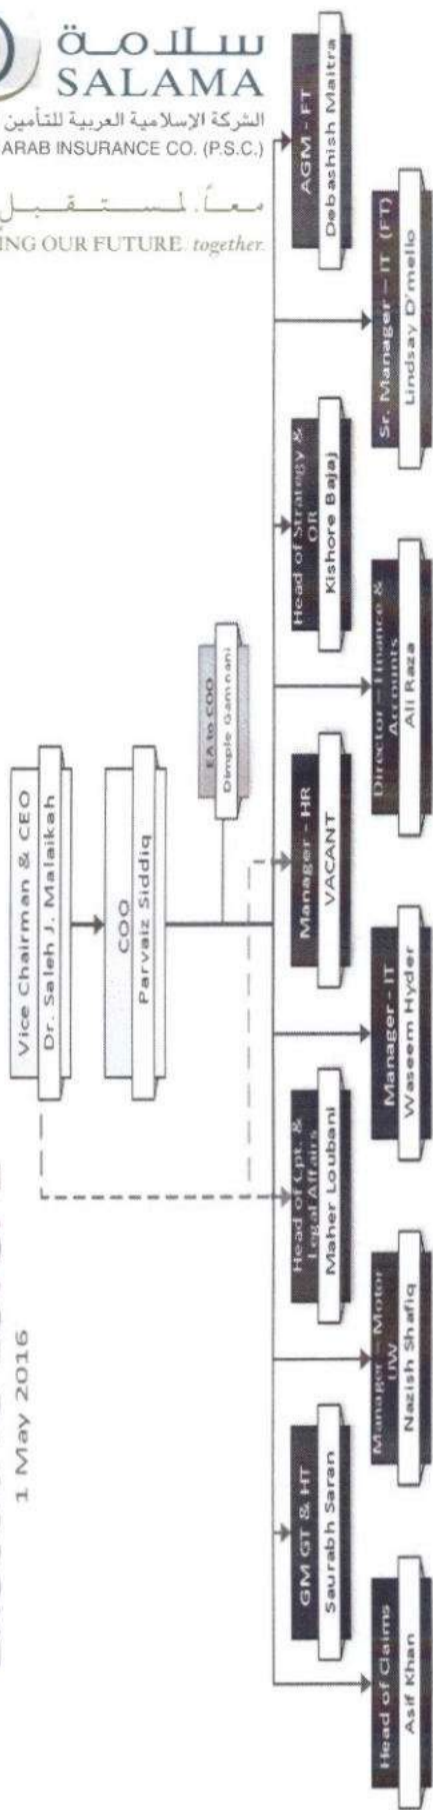 سلامة
SALAMA
الشركة الإسلامية العربية للتأمين
ARAB INSURANCE CO. (P.S.C.)
معاً. لمستقبل
ING OUR FUTURE. together.
1 May 2016
Vice Chairman & CEO
Dr. Saleh J. Malaikah
COO
Parvaiz Siddiq
EA to COO
Dimple Gamnani
GM GT & HT
Saurabh Saran
Head of Cpt. &
Legal Affairs
Maher Loubani
Manager - HR
VACANT
Head of Strategy &
OR
Kishore Bajaj
AGM - FT
Debashish Maitra
Head of Claims
Asif Khan
Manager – Motor
UW
Nazish Shafiq
Manager - IT
Waseem Hyder
Director – Finance &
Accounts
Ali Raza
Sr. Manager – IT (FT)
Lindsay D'mello